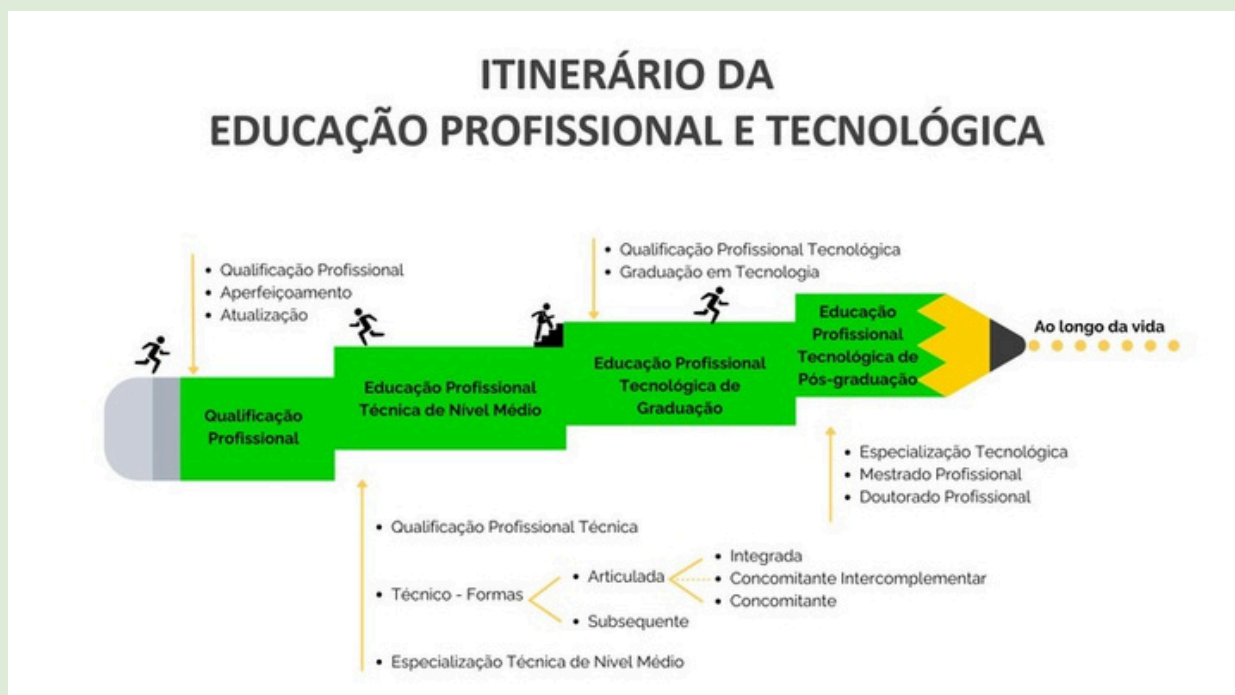 ITINERÁRIO DA
EDUCAÇÃO PROFISSIONAL E TECNOLÓGICA
Qualificação Profissional
Aperfeiçoamento
Atualização
Qualificação Profissional Tecnológica
Graduação em Tecnologia
Qualificação
Profissional
Educação Profissional
Técnica de Nível Médio
Educação Profissional
Tecnológica de
Graduação
Educação
Profissional
Tecnológica de
Pós-graduação
Ao longo da vida
Especialização Tecnológica
Mestrado Profissional
Doutorado Profissional
Qualificação Profissional Técnica
Técnico - Formas
Articulada
Subsequente
Integrada
Concomitante Intercomplementar
Concomitante
Especialização Técnica de Nível Médio